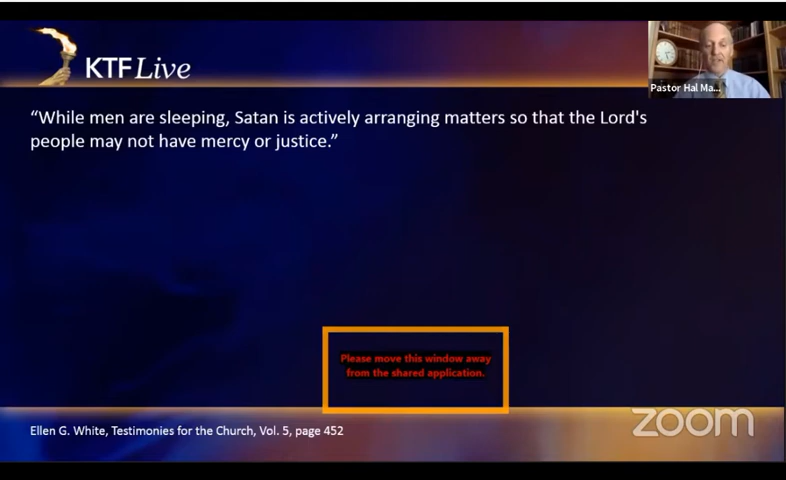 KTF Live
Pastor Hal Ma...
“While men are sleeping, Satan is actively arranging matters so that the Lord's
people may not have mercy or justice.”
Please move this window away
from the shared application.
Ellen G. White, Testimonies for the Church, Vol. 5, page 452
zoom